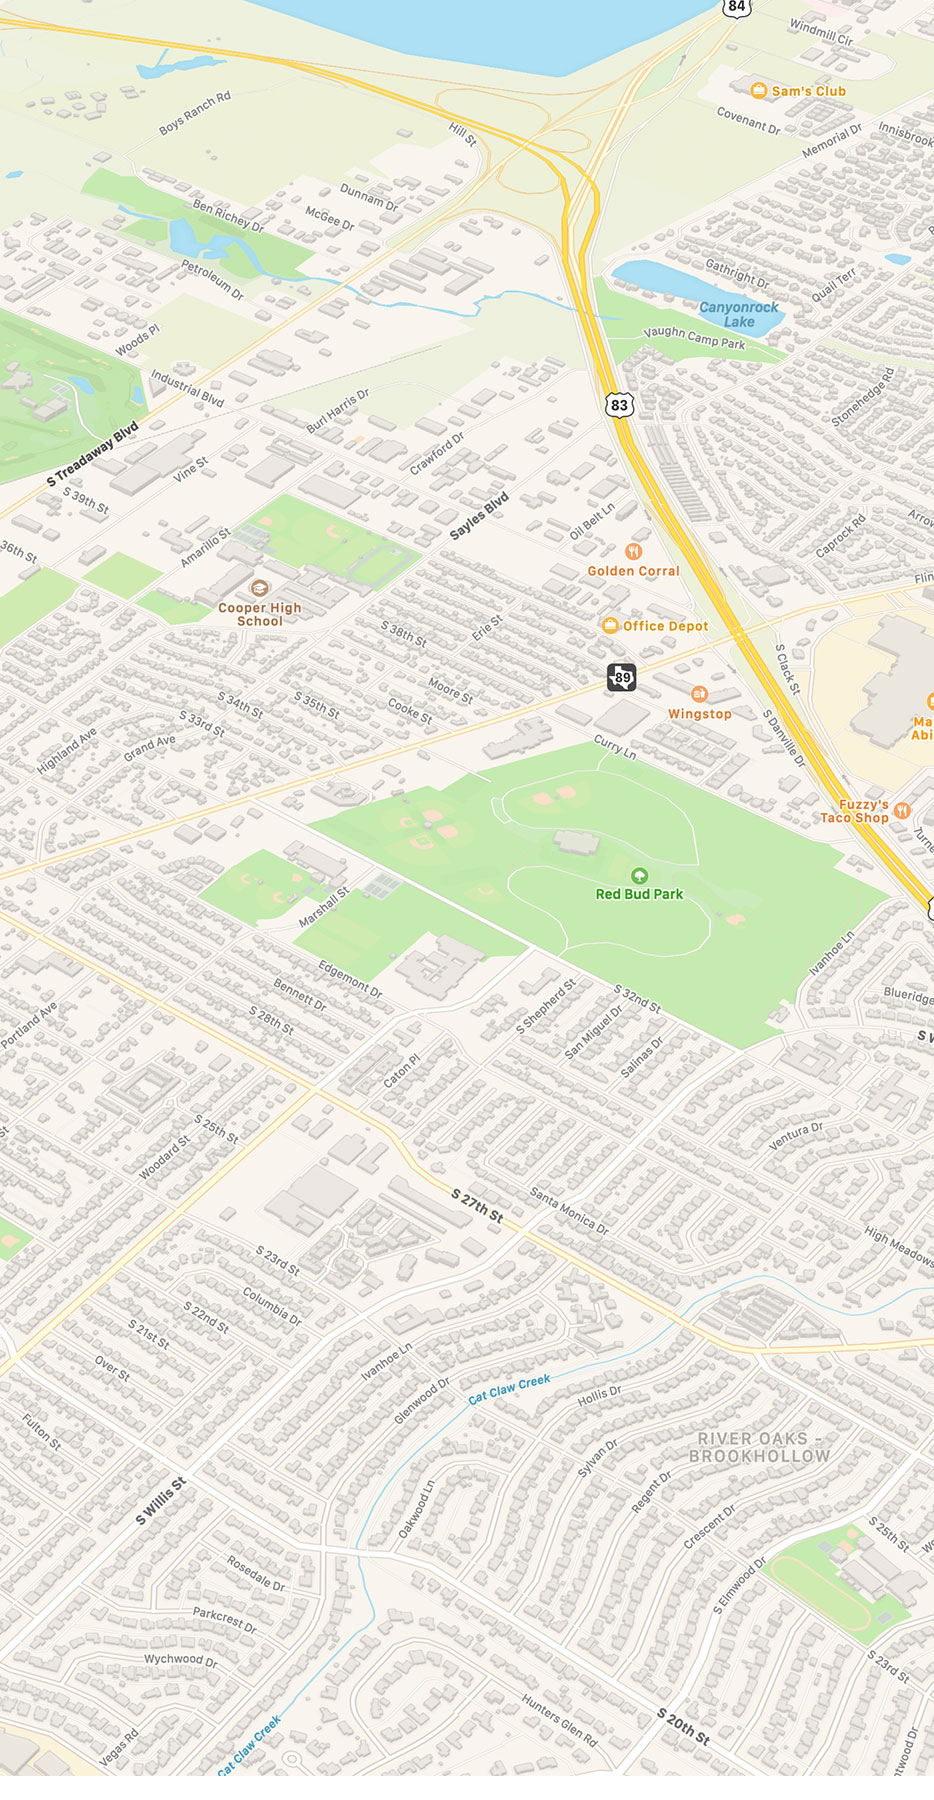 84
Windmill Cir
Sam's Club
Boys Ranch Rd
Covenant Dr
Hill St
Memorial Dr
Innisbrook
Dunnam Dr
Ben Richey Dr
McGee Dr
Petroleum Dr
Gathright Dr
Quail Terr
Canyonrock
Lake
Woods Pl
Vaughn Camp Park
Industrial Blvd
Burl Harris Dr
83
Stonehedge Rd
S Treadaway Blvd
Crawford Dr
Vine St
S 39th St
Sayles Blvd
Oil Belt Ln
Caprock Rd
Arrow
Amarillo St
36th St
Golden Corral
Flin
Cooper High
School
S 38th St
Erie St
Office Depot
S Clack St
89
Moore St
Wingstop
S 34th St
S 35th St
Cooke St
S 33rd St
Ma
Abi
Highland Ave
Grand Ave
Curry Ln
S Danville Dr
Fuzzy's
Taco Shop
Turne
Red Bud Park
Marshall St
Ivanhoe Ln
Edgemont Dr
Bennett Dr
S Shepherd St
S 32nd St
Blueridge
Portland Ave
S 28th St
San Miguel Dr
S W
Salinas Dr
Caton Pl
St
S 25th St
Woodard St
Ventura Dr
S 27th St
Santa Monica Dr
High Meadows
S 23rd St
Columbia Dr
S 22nd St
S 21st St
Over St
Ivanhoe Ln
Glenwood Dr
Cat Claw Creek
Hollis Dr
Fulton St
RIVER OAKS -
BROOKHOLLOW
Sylvan Dr
S Willis St
Oakwood Ln
Regent Dr
Crescent Dr
S 25th St
Wo
Rosedale Dr
S Elmwood Dr
Parkcrest Dr
Wychwood Dr
S 23rd St
Vegas Rd
Cat Claw Creek
Hunters Glen Rd
S 20th St
ntwood Dr